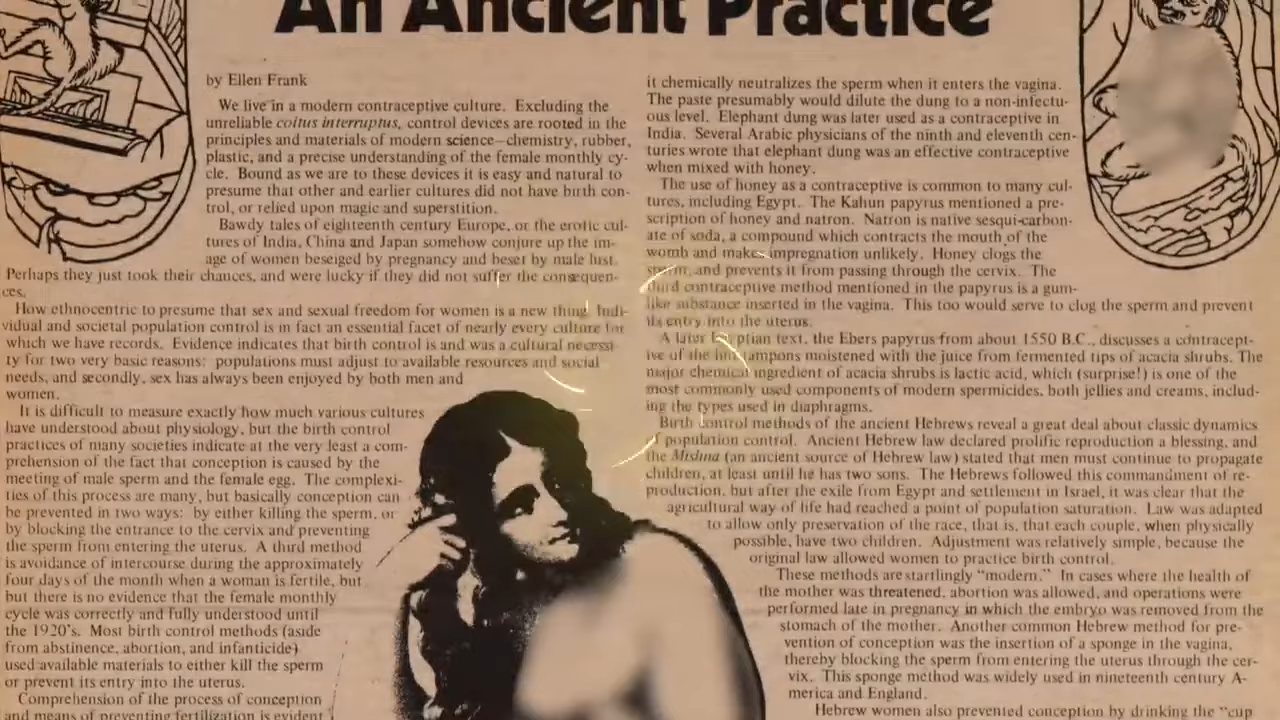 An Ancient Practice
by Ellen Frank
We live in a modern contraceptive culture. Excluding the
unreliable coitus interruptus, control devices are rooted in the
principles and materials of modern science—chemistry, rubber,
plastic, and a precise understanding of the female monthly cy-
cle. Bound as we are to these devices it is easy and natural to
presume that other and earlier cultures did not have birth con-
trol, or relied upon magic and superstition.
Bawdy tales of eighteenth century Europe, or the erotic cul-
tures of India, China and Japan somehow conjure up the im-
age of women beseiged by pregnancy and beset by male lust.
Perhaps they just took their chances, and were lucky if they did not suffer the consequen-
ces.
How ethnocentric to presume that sex and sexual freedom for women is a new thing. Indi-
vidual and societal population control is in fact an essential facet of nearly every culture for
which we have records. Evidence indicates that birth control is and was a cultural necessi-
ty for two very basic reasons: populations must adjust to available resources and social
needs, and secondly, sex has always been enjoyed by both men and
women.
It is difficult to measure exactly how much various cultures
have understood about physiology, but the birth control
practices of many societies indicate at the very least a com-
prehension of the fact that conception is caused by the
meeting of male sperm and the female egg. The complexi-
ties of this process are many, but basically conception can
be prevented in two ways: by either killing the sperm, or
by blocking the entrance to the cervix and preventing
the sperm from entering the uterus. A third method
is avoidance of intercourse during the approximately
four days of the month when a woman is fertile, but
but there is no evidence that the female monthly
cycle was correctly and fully understood until
the 1920's. Most birth control methods (aside
from abstinence, abortion, and infanticide)
used available materials to either kill the sperm
or prevent its entry into the uterus.
Comprehension of the process of conception
and means of preventing fertilization is evident
it chemically neutralizes the sperm when it enters the vagina.
The paste presumably would dilute the dung to a non-infectu-
ous level. Elephant dung was later used as a contraceptive in
India. Several Arabic physicians of the ninth and eleventh cen-
turies wrote that elephant dung was an effective contraceptive
when mixed with honey.
The use of honey as a contraceptive is common to many cul-
tures, including Egypt. The Kahun papyrus mentioned a pre-
scription of honey and natron. Natron is native sesqui-carbon-
ate of soda, a compound which contracts the mouth of the
womb and makes impregnation unlikely. Honey clogs the
sperm, and prevents it from passing through the cervix. The
third contraceptive method mentioned in the papyrus is a gum-
like substance inserted in the vagina. This too would serve to clog the sperm and prevent
its entry into the uterus.
A later Egyptian text, the Ebers papyrus from about 1550 B.C., discusses a contracept-
ive of the lint tampons moistened with the juice from fermented tips of acacia shrubs. The
major chemical ingredient of acacia shrubs is lactic acid, which (surprise!) is one of the
most commonly used components of modern spermicides, both jellies and creams, includ-
ing the types used in diaphragms.
Birth control methods of the ancient Hebrews reveal a great deal about classic dynamics
of population control. Ancient Hebrew law declared prolific reproduction a blessing, and
the Mishna (an ancient source of Hebrew law) stated that men must continue to propagate
children, at least until he has two sons. The Hebrews followed this commandment of re-
production, but after the exile from Egypt and settlement in Israel, it was clear that the
agricultural way of life had reached a point of population saturation. Law was adapted
to allow only preservation of the race, that is, that each couple, when physically
possible, have two children. Adjustment was relatively simple, because the
original law allowed women to practice birth control.
These methods are startlingly "modern." In cases where the health of
the mother was threatened, abortion was allowed, and operations were
performed late in pregnancy in which the embryo was removed from the
stomach of the mother. Another common Hebrew method for pre-
vention of conception was the insertion of a sponge in the vagina,
thereby blocking the sperm from entering the uterus through the cer-
vix. This sponge method was widely used in nineteenth century A-
merica and England.
Hebrew women also prevented conception by drinking the "cup